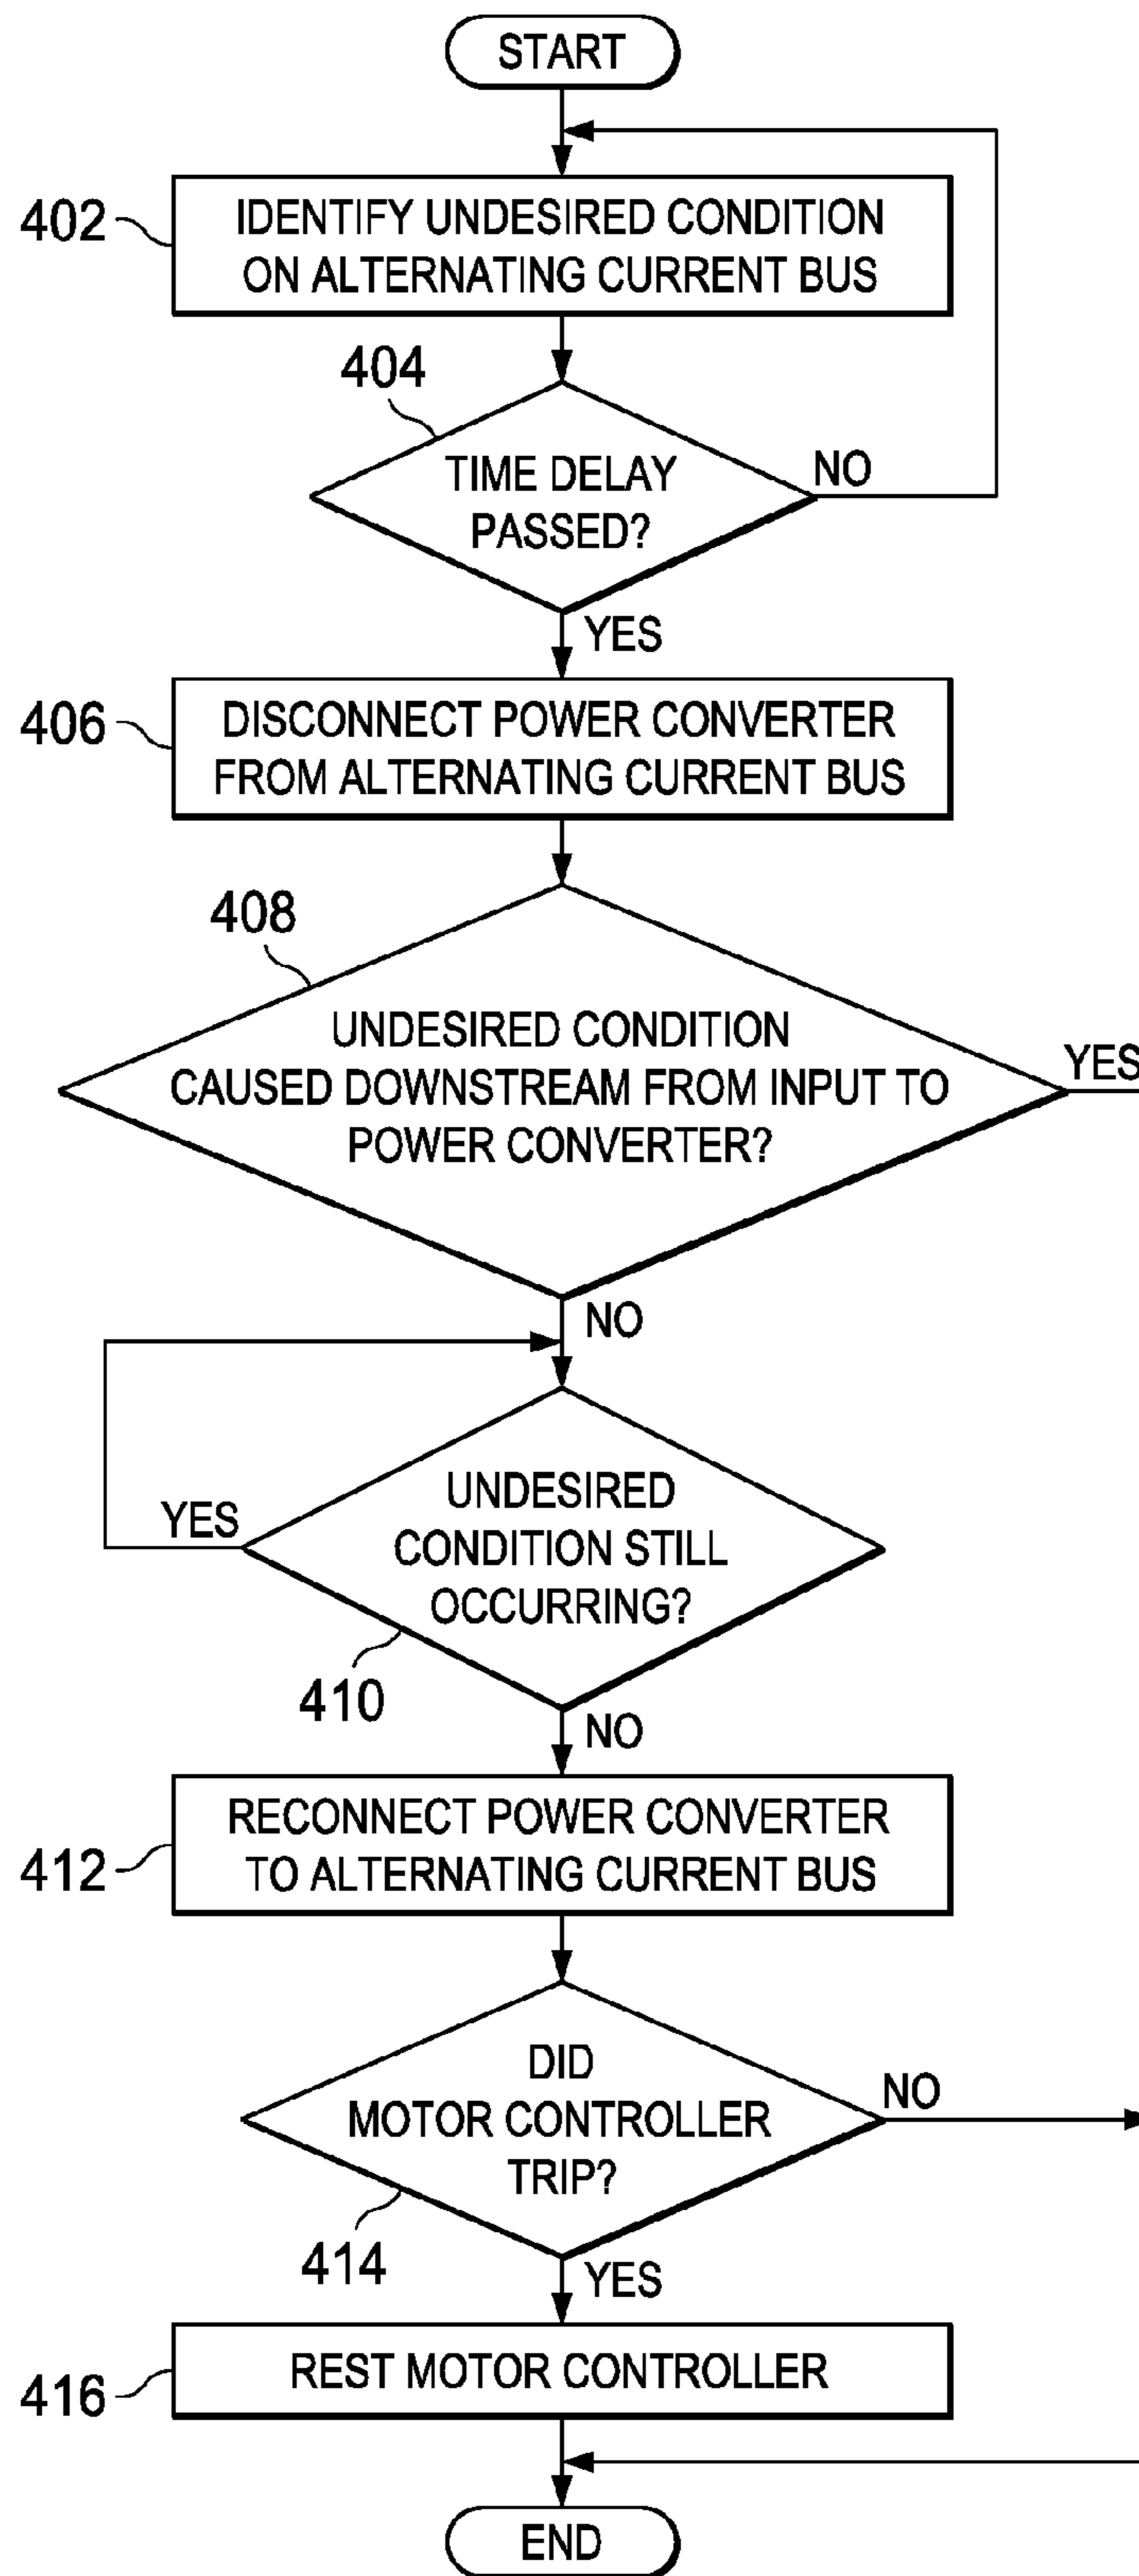 START
402
IDENTIFY UNDESIRED CONDITION
ON ALTERNATING CURRENT BUS
404
TIME DELAY
PASSED?
NO
YES
406
DISCONNECT POWER CONVERTER
FROM ALTERNATING CURRENT BUS
408
UNDESIRED CONDITION
CAUSED DOWNSTREAM FROM INPUT TO
POWER CONVERTER?
YES
NO
UNDESIRED
CONDITION STILL
OCCURRING?
YES
410
NO
412
RECONNECT POWER CONVERTER
TO ALTERNATING CURRENT BUS
DID
MOTOR CONTROLLER
TRIP?
NO
414
YES
416
REST MOTOR CONTROLLER
END